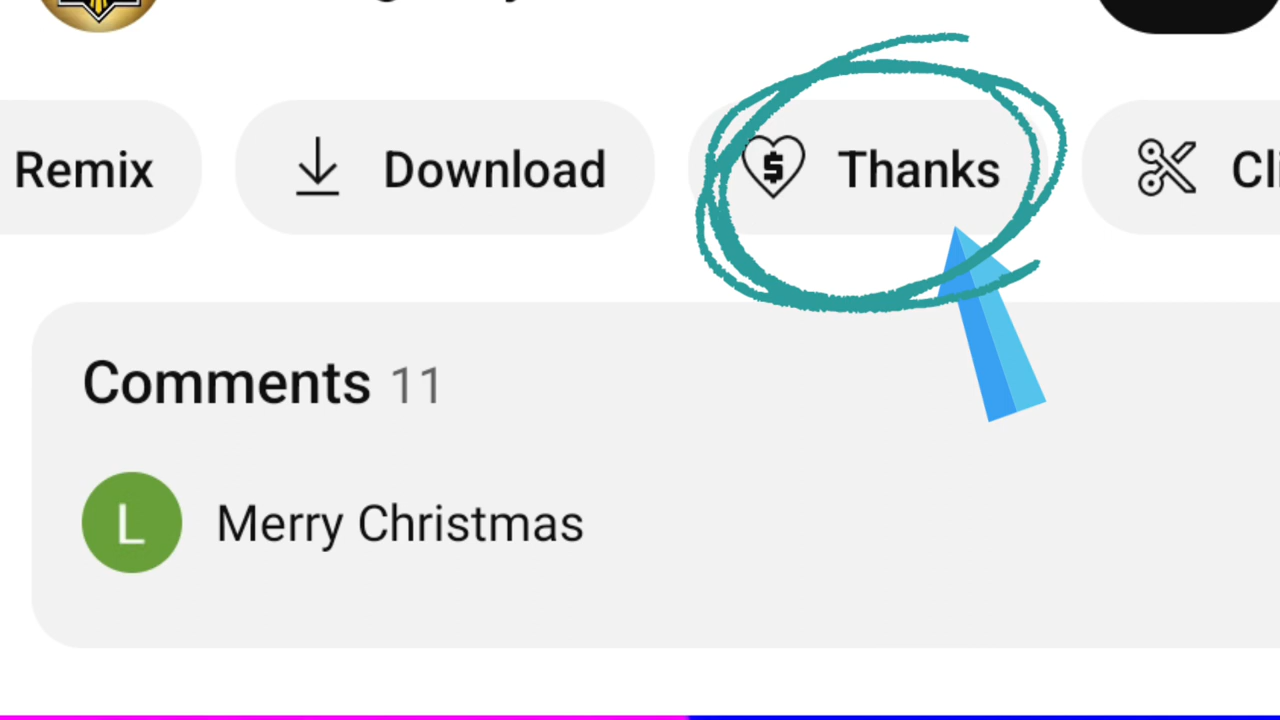 Remix
Download
Thanks
Comments 11
L
Merry Christmas